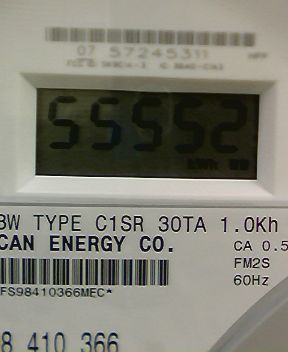 07 57245311
55552
kWh
3W TYPE C1SR 30TA 1.0Kh
CAN ENERGY CO.
CA 0.5
FM2S
FS98410366MEC*
60Hz
8 410 366